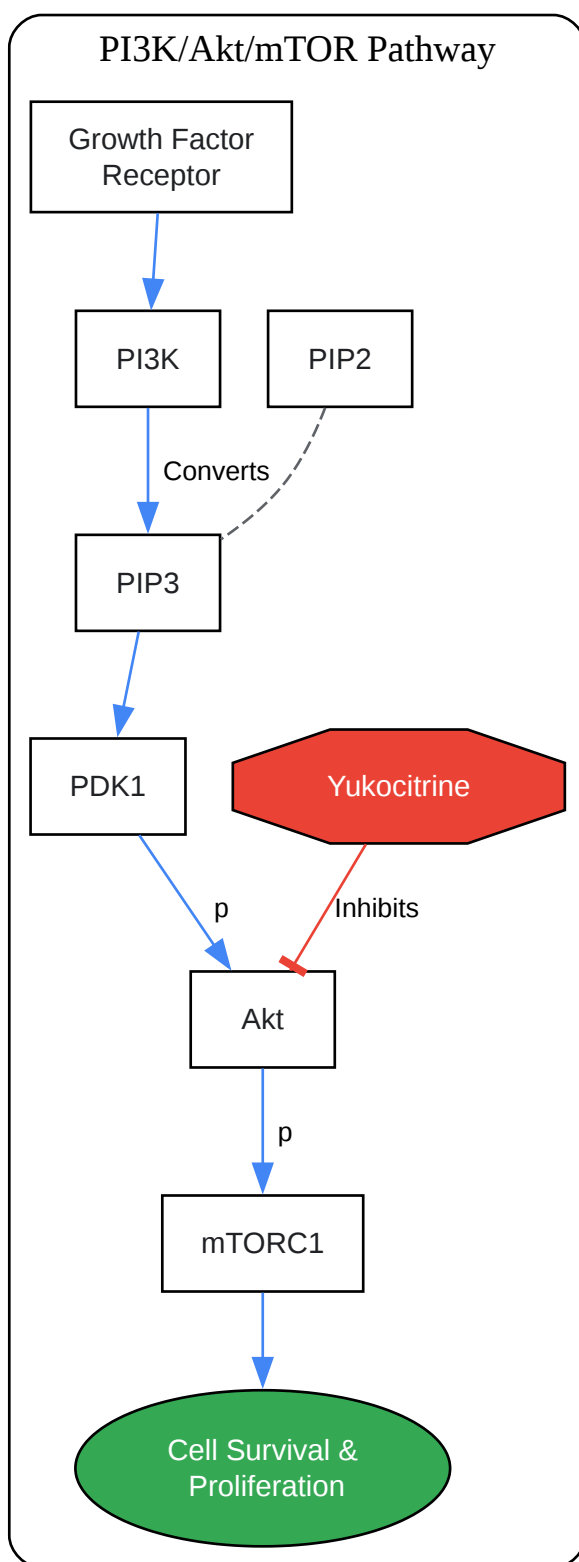 PI3K/Akt/mTOR Pathway
Growth Factor
Receptor
PI3K
PIP2
Converts
PIP3
PDK1
Yukocitrine
p
Inhibits
Akt
p
mTORC1
Cell Survival &
Proliferation